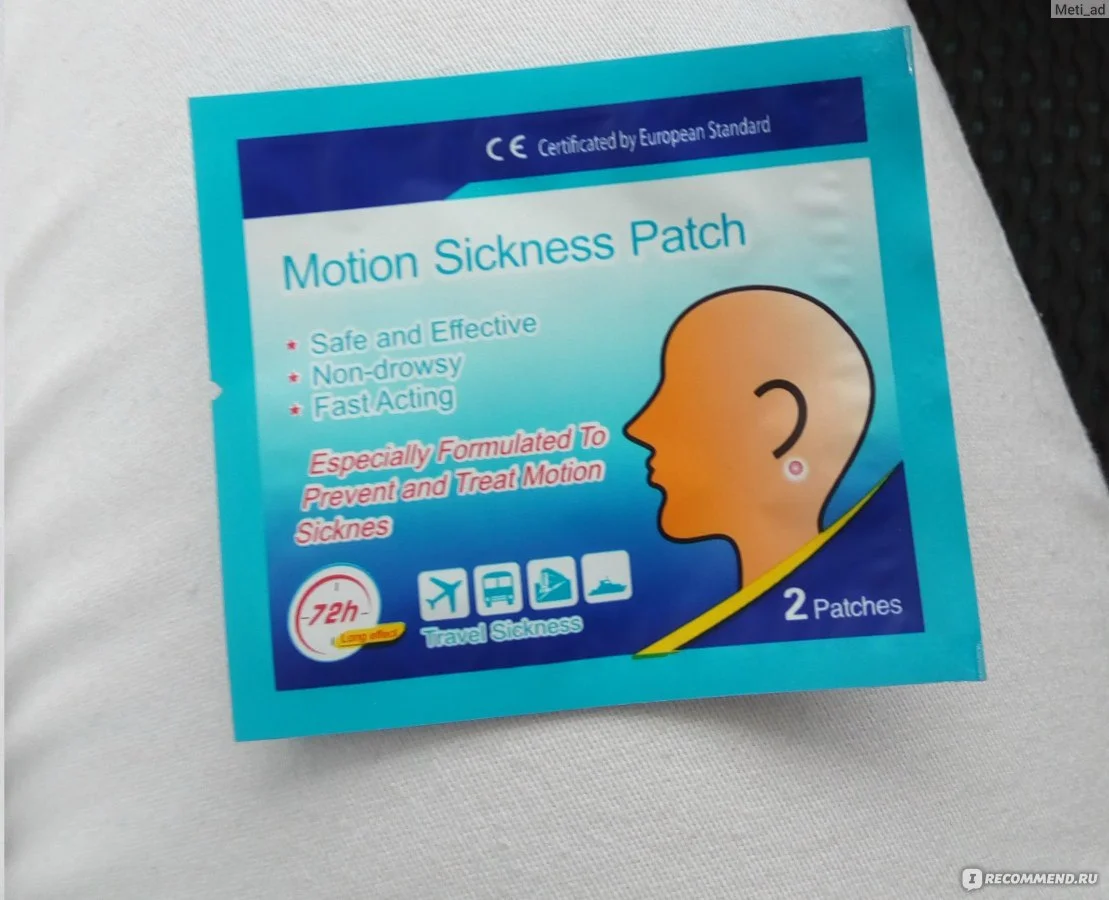 Meti_ad
CE Certificated by European Standard
Motion Sickness Patch
Safe and Effective
Non-drowsy
Fast Acting
Especially Formulated To
Prevent and Treat Motion
Sicknes
72h
Long effect
Travel Sickness
2 Patches
IRECOMMEND.RU